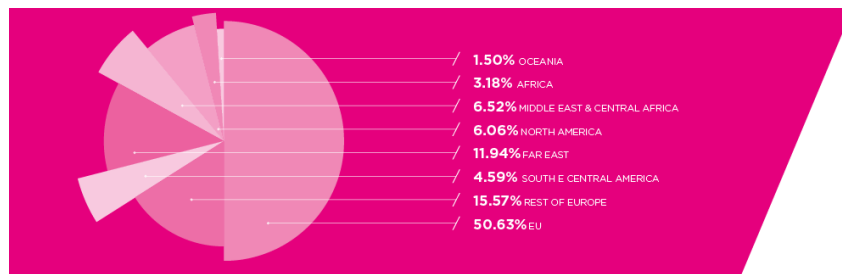 1.50% OCEANIA
3.18% AFRICA
6.52% MIDDLE EAST & CENTRAL AFRICA
6.06% NORTH AMERICA
11.94% FAR EAST
4.59% SOUTH E CENTRAL AMERICA
15.57% REST OF EUROPE
50.63% EU